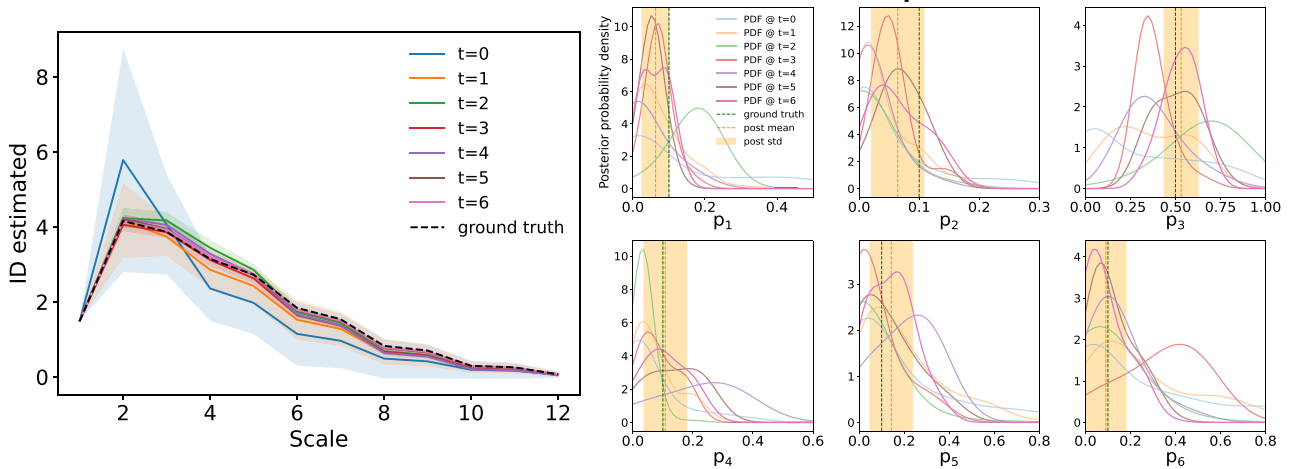 ID estimated
8
6
4
2
0
2
4
6
8
10
12
Scale
t=0
t=1
t=2
t=3
t=4
t=5
t=6
ground truth
Posterior probability density
10
8
6
4
2
0
0.0
0.2
0.4
p1
PDF @ t=0
PDF @ t=1
PDF @ t=2
PDF @ t=3
PDF @ t=4
PDF @ t=5
PDF @ t=6
ground truth
post mean
post std
12
10
8
6
4
2
0
0.0
0.1
0.2
0.3
p2
4
3
2
1
0
0.00
0.25
0.50
0.75
1.00
p3
10
8
6
4
2
0
0.0
0.2
0.4
0.6
p4
3
2
1
0
0.0
0.2
0.4
0.6
0.8
p5
4
3
2
1
0
0.0
0.2
0.4
0.6
0.8
p6